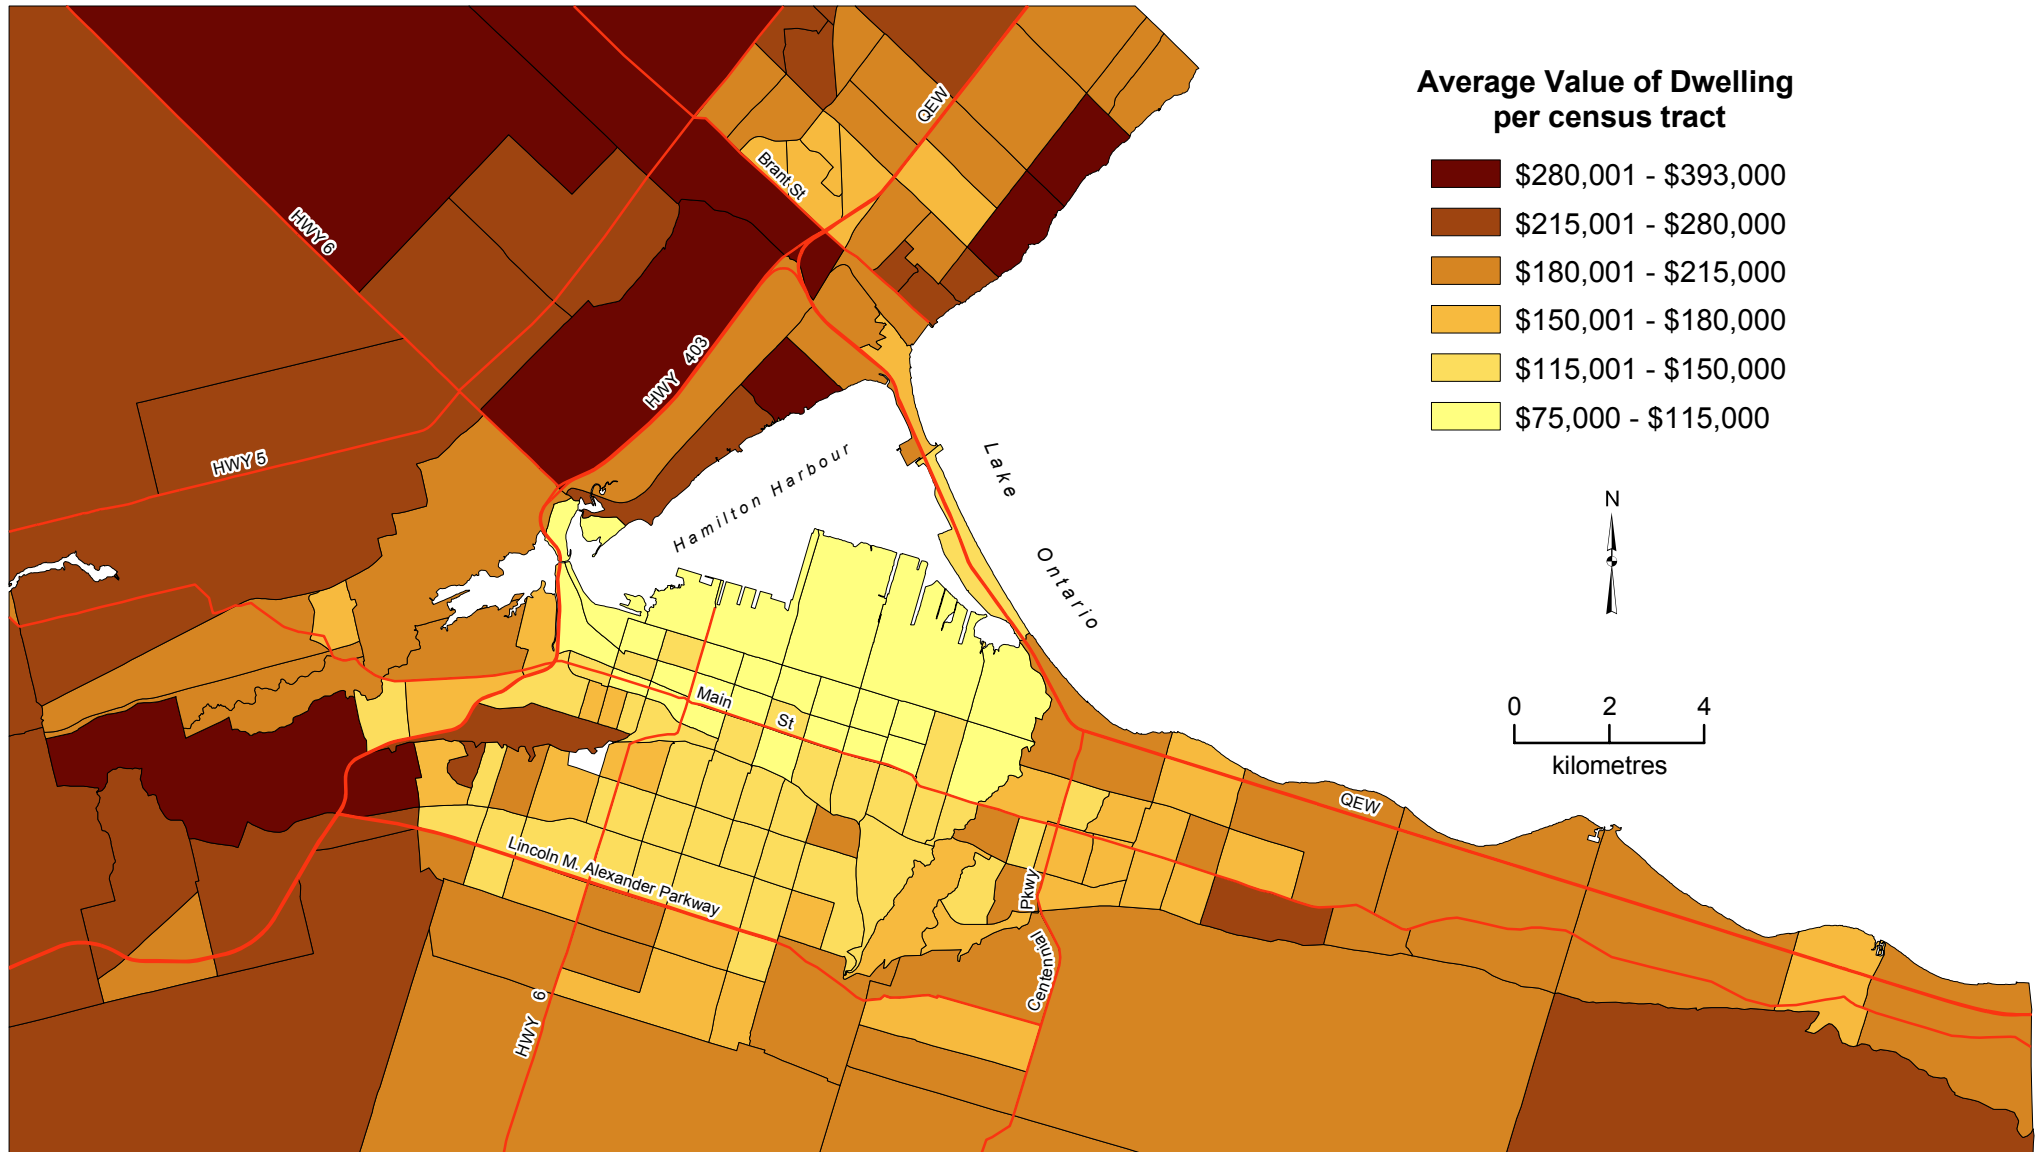 Average Value of Dwelling
per census tract
$280,001 - $393,000
$215,001 - $280,000
$180,001 - $215,000
$150,001 - $180,000
$115,001 - $150,000
$75,000 - $115,000
N
0 2 4
kilometres
QEW
Brant St
HWY 6
HWY 403
HWY 5
Hamilton Harbour
Lake
Ontario
Main St
QEW
Lincoln M. Alexander Parkway
Centennial Pkwy
HWY 6